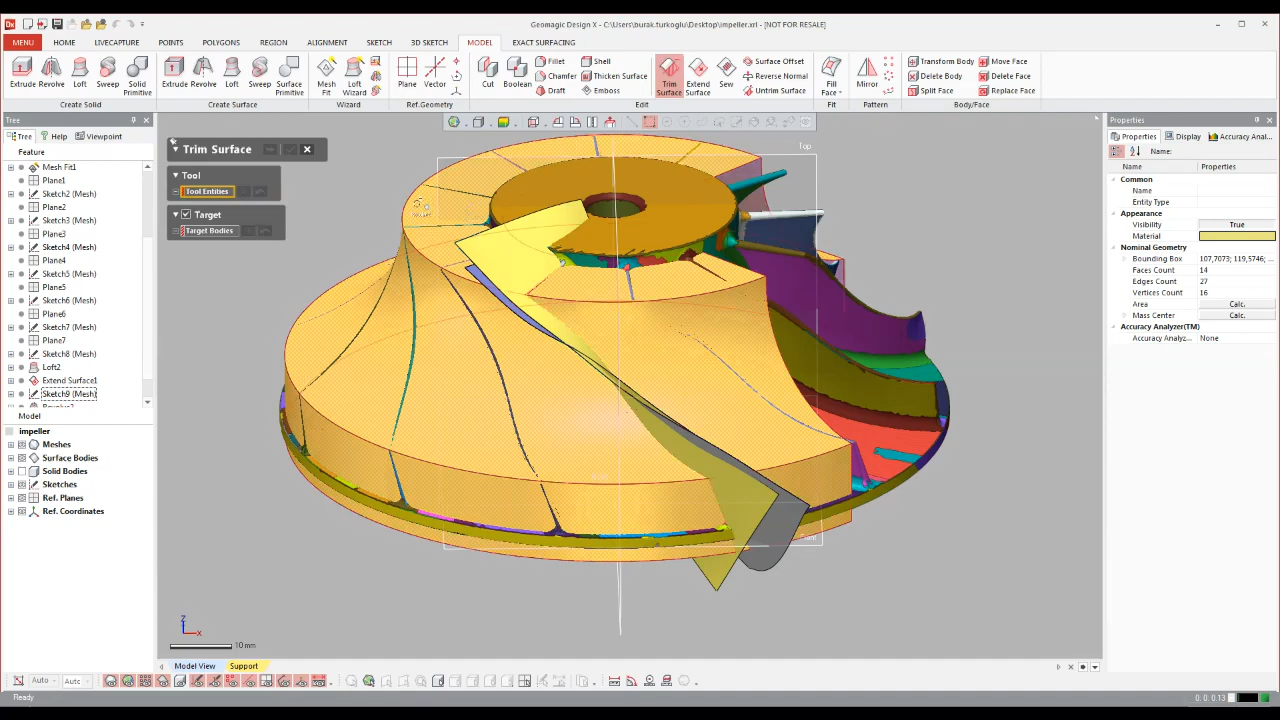 Geomagic Design X - C:\Users\burak.turkoglu\Desktop\impeller.xrl - [NOT FOR RESALE]
MENU HOME LIVECAPTURE POINTS POLYGONS REGION ALIGNMENT SKETCH 3D SKETCH MODEL EXACT SURFACING
Extrude Revolve Loft Sweep Solid Primitive
Create Solid
Extrude Revolve Loft Sweep Surface Primitive
Create Surface
Mesh Fit Loft Wizard
Wizard
Plane Vector
Ref.Geometry
Cut Boolean
Fillet Shell
Chamfer Thicken Surface
Draft Emboss
Trim Surface Extend Surface Sew
Surface Offset
Reverse Normal
Untrim Surface
Edit
Fill Face
Fit
Mirror
Pattern
Transform Body Move Face
Delete Body Delete Face
Split Face Replace Face
Body/Face
Tree
Tree Help Viewpoint
Feature
Mesh Fit1
Plane1
Sketch2 (Mesh)
Plane2
Sketch3 (Mesh)
Plane3
Sketch4 (Mesh)
Plane4
Sketch5 (Mesh)
Plane5
Sketch6 (Mesh)
Plane6
Sketch7 (Mesh)
Plane7
Sketch8 (Mesh)
Loft2
Extend Surface1
Sketch9 (Mesh)
Model
impeller
Meshes
Surface Bodies
Solid Bodies
Sketches
Ref. Planes
Ref. Coordinates
Trim Surface
Tool
Tool Entities
Target
Target Bodies
Top
Front
Z
X
10 mm
Model View Support
Auto Auto
Ready
0: 0: 0.13
Properties
Properties Display Accuracy Anal...
Name:
Name Properties
Common
Name
Entity Type
Appearance
Visibility True
Material
Nominal Geometry
Bounding Box 107,7073; 119,5746; ...
Faces Count 14
Edges Count 27
Vertices Count 16
Area Calc.
Mass Center Calc.
Accuracy Analyzer(TM)
Accuracy Analyz... None